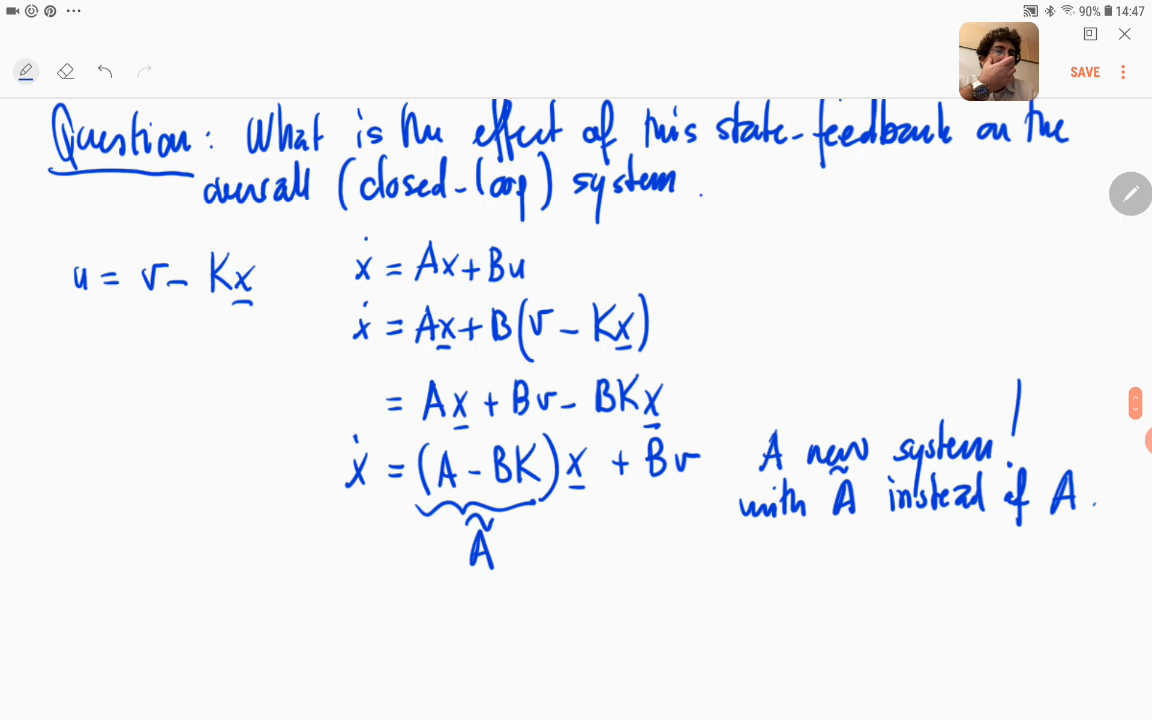 90% 14:47
SAVE
Question: What is the effect of this state-feedback on the
overall (closed-loop) system.
u = v - Kx
ẋ = Ax + Bu
ẋ = Ax + B(v - Kx)
= Ax + Bv - BKx
ẋ = (A - BK)x + Bv
Ã
A new system!
with Ã instead of A.